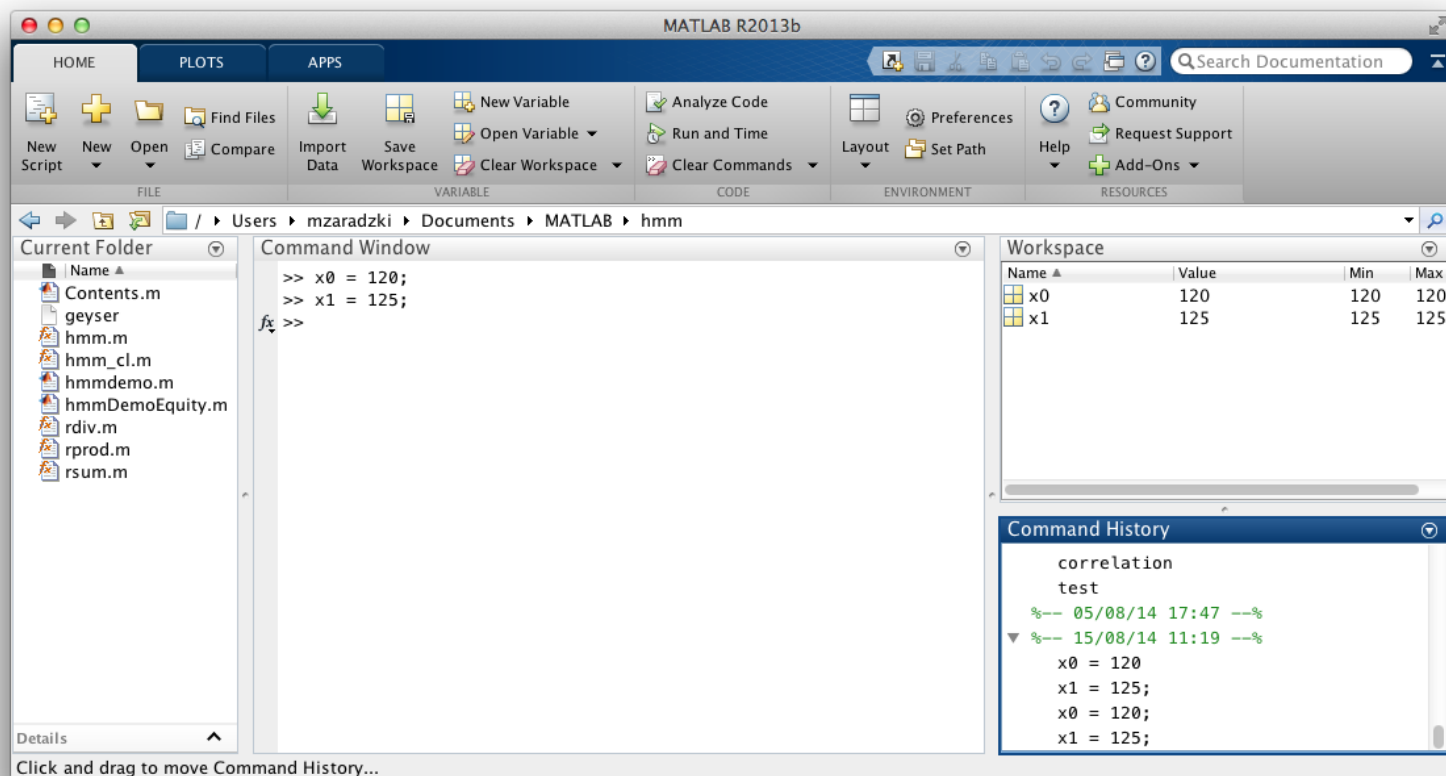 MATLAB R2013b
HOME PLOTS APPS
Search Documentation
New Script
New
Open
Find Files
Compare
FILE
Import Data
Save Workspace
New Variable
Open Variable
Clear Workspace
VARIABLE
Analyze Code
Run and Time
Clear Commands
CODE
Layout
Preferences
Set Path
ENVIRONMENT
Help
Community
Request Support
Add-Ons
RESOURCES
/ Users mzaradzki Documents MATLAB hmm
Current Folder
Name
Contents.m
geyser
hmm.m
hmm_cl.m
hmmdemo.m
hmmDemoEquity.m
rdiv.m
rprod.m
rsum.m
Details
Command Window
>> x0 = 120;
>> x1 = 125;
fx >>
Workspace
Name Value Min Max
x0 120 120 120
x1 125 125 125
Command History
correlation
test
%-- 05/08/14 17:47 --%
%-- 15/08/14 11:19 --%
x0 = 120
x1 = 125;
x0 = 120;
x1 = 125;
Click and drag to move Command History...